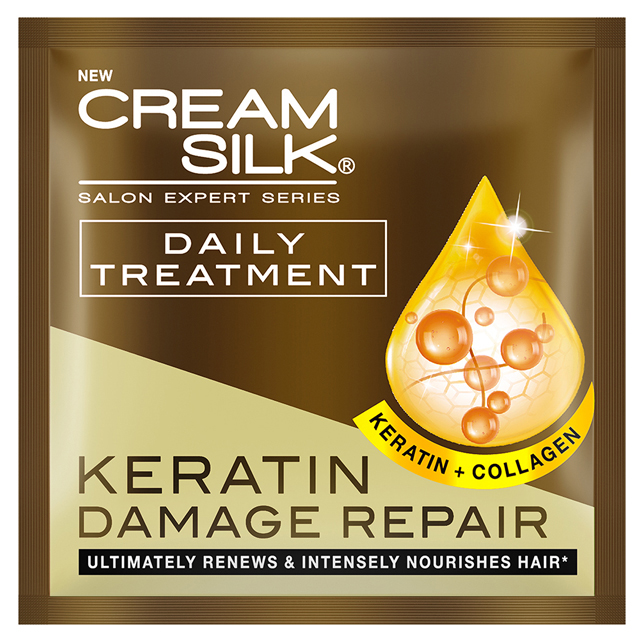 NEW
CREAM
SILK®
SALON EXPERT SERIES
DAILY
TREATMENT
KERATIN + COLLAGEN
KERATIN
DAMAGE REPAIR
ULTIMATELY RENEWS & INTENSELY NOURISHES HAIR*